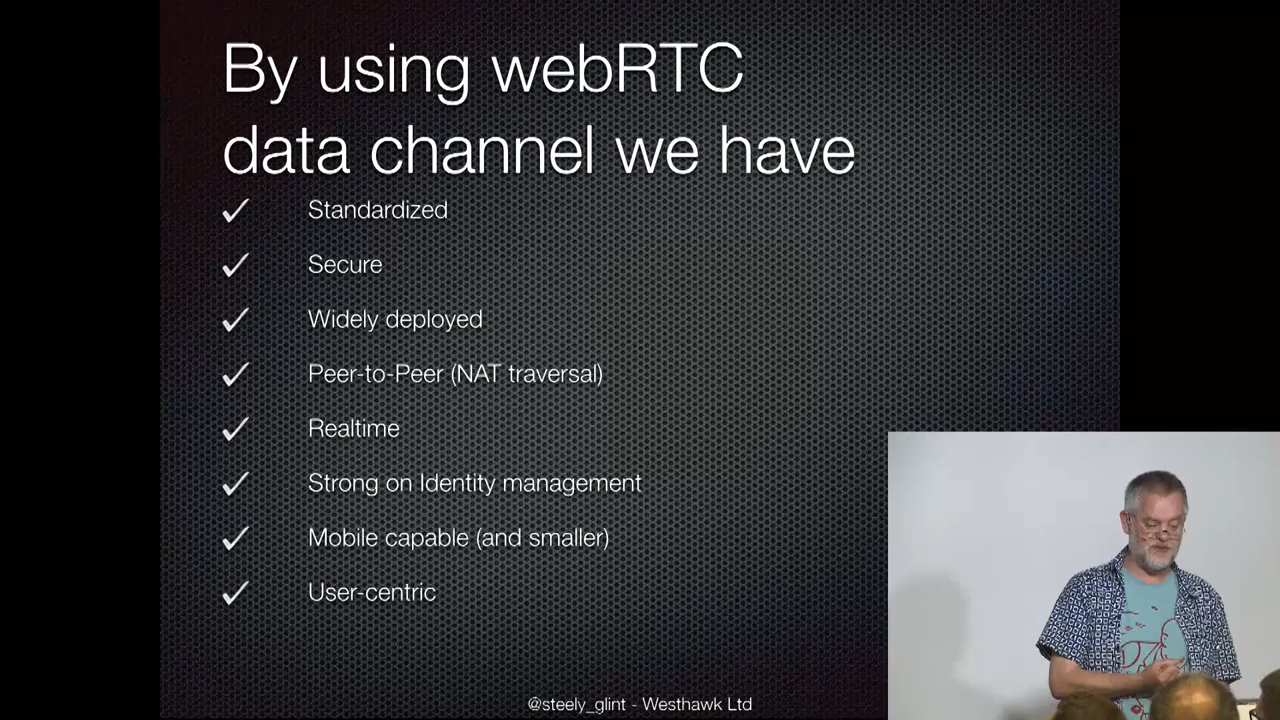 By using webRTC
data channel we have
✓ Standardized
✓ Secure
✓ Widely deployed
✓ Peer-to-Peer (NAT traversal)
✓ Realtime
✓ Strong on Identity management
✓ Mobile capable (and smaller)
✓ User-centric
@steely_glint - Westhawk Ltd